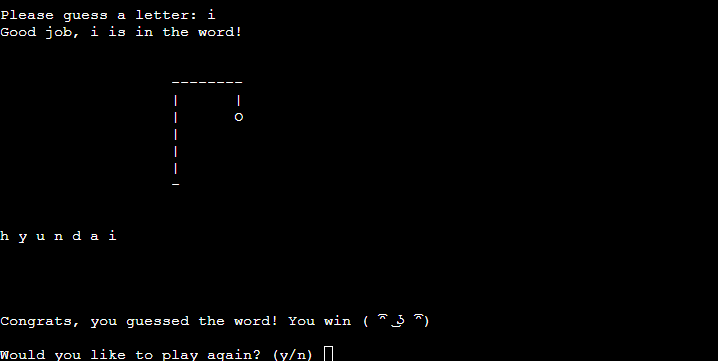 Please guess a letter: i
Good job, i is in the word!
--------
|       |
|       O
|
|
|
-
h y u n d a i
Congrats, you guessed the word! You win ( ͡ᵔ ͜ʖ ͡ᵔ)
Would you like to play again? (y/n)